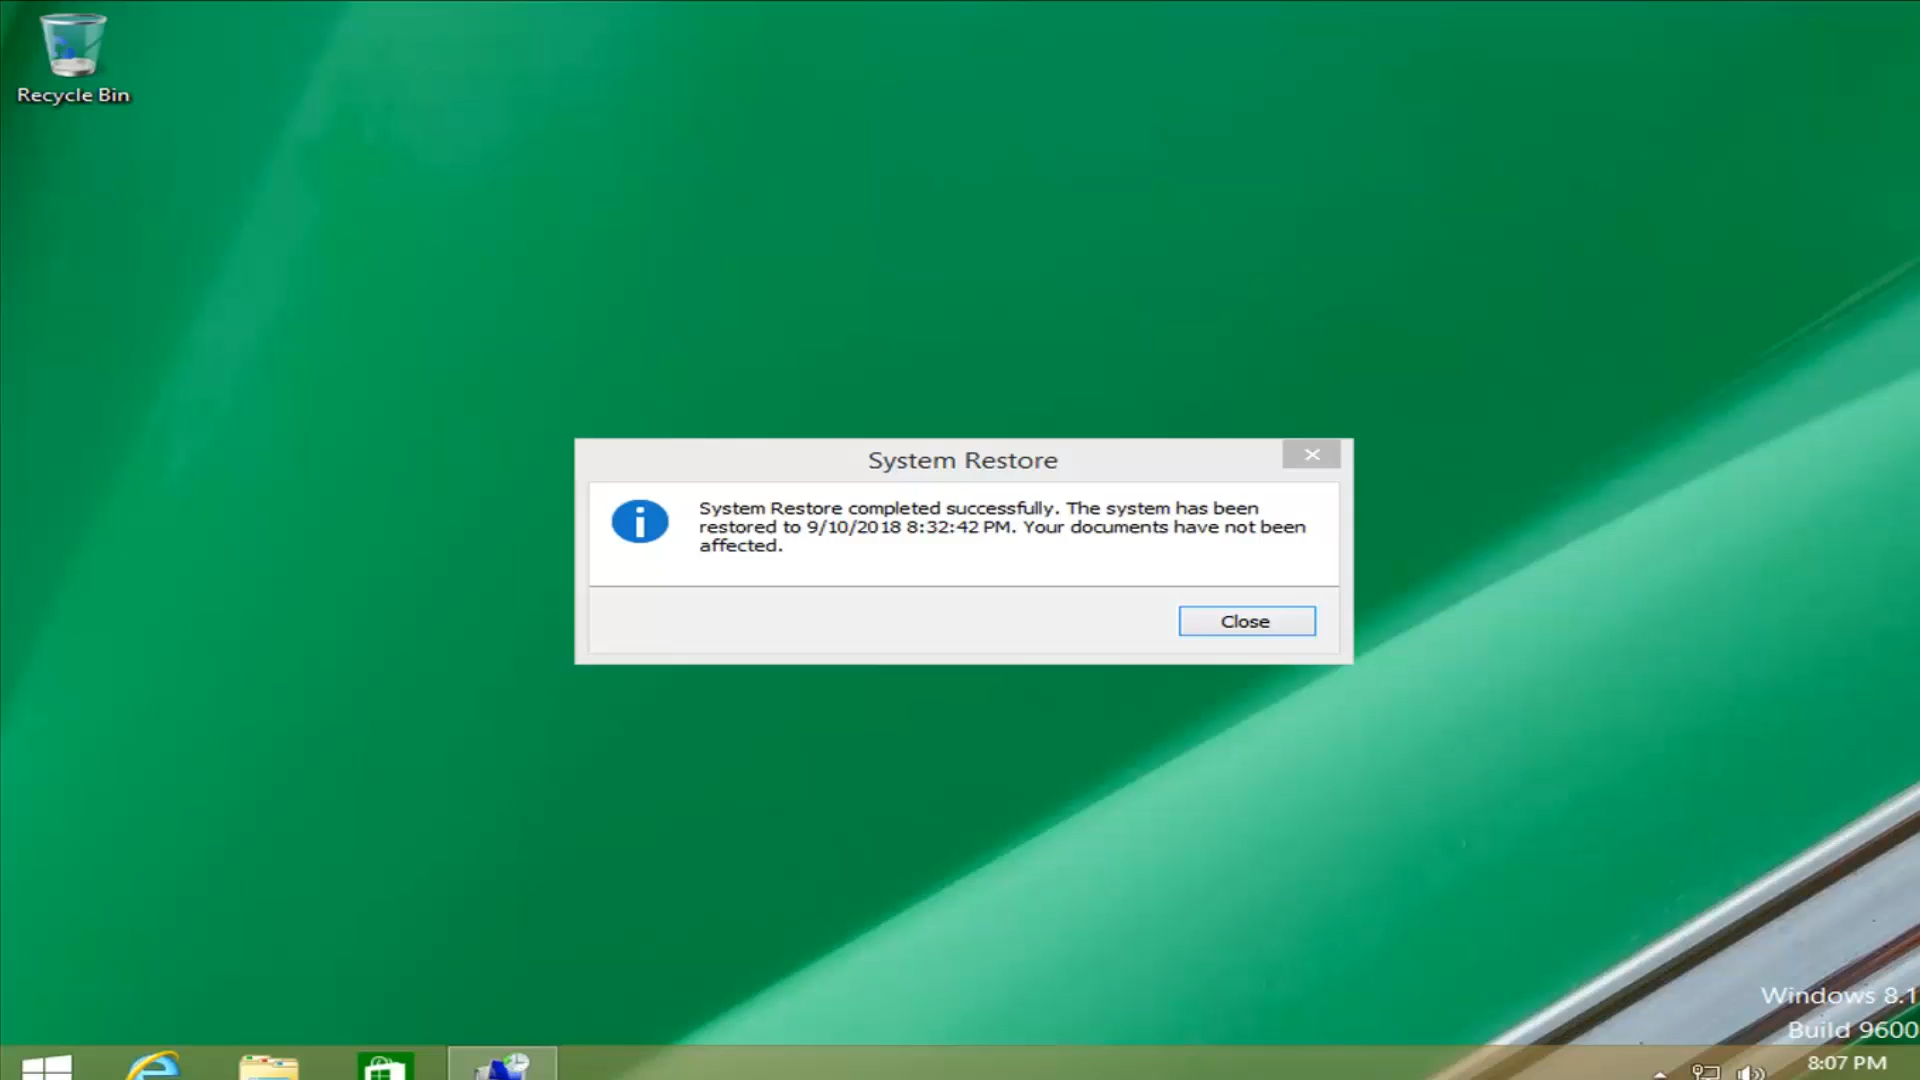 Recycle Bin
System Restore
System Restore completed successfully. The system has been
restored to 9/10/2018 8:32:42 PM. Your documents have not been
affected.
Close
Windows 8.1
Build 9600
8:07 PM